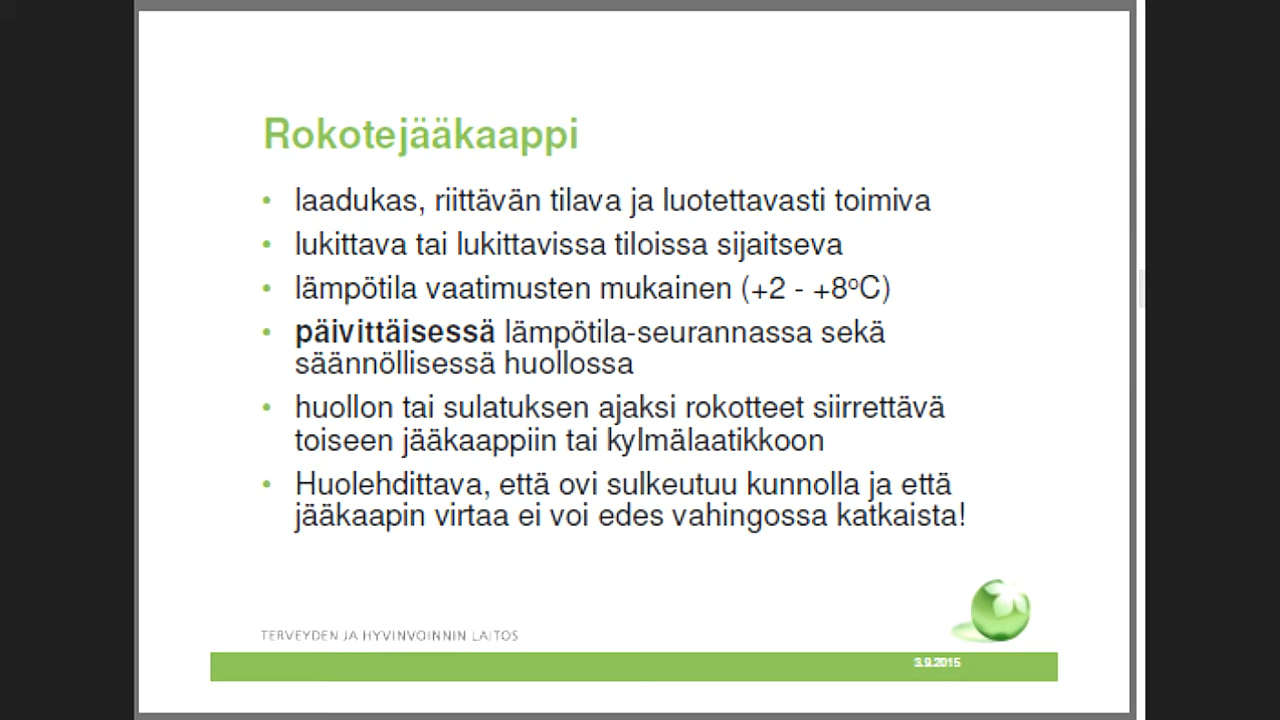 Rokotejääkaappi
• laadukas, riittävän tilava ja luotettavasti toimiva
• lukittava tai lukittavissa tiloissa sijaitseva
• lämpötila vaatimusten mukainen (+2 - +8ºC)
• päivittäisessä lämpötila-seurannassa sekä
säännöllisessä huollossa
• huollon tai sulatuksen ajaksi rokotteet siirrettävä
toiseen jääkaappiin tai kylmälaatikkoon
• Huolehdittava, että ovi sulkeutuu kunnolla ja että
jääkaapin virtaa ei voi edes vahingossa katkaista!
TERVEYDEN JA HYVINVOINNIN LAITOS
3.9.2015